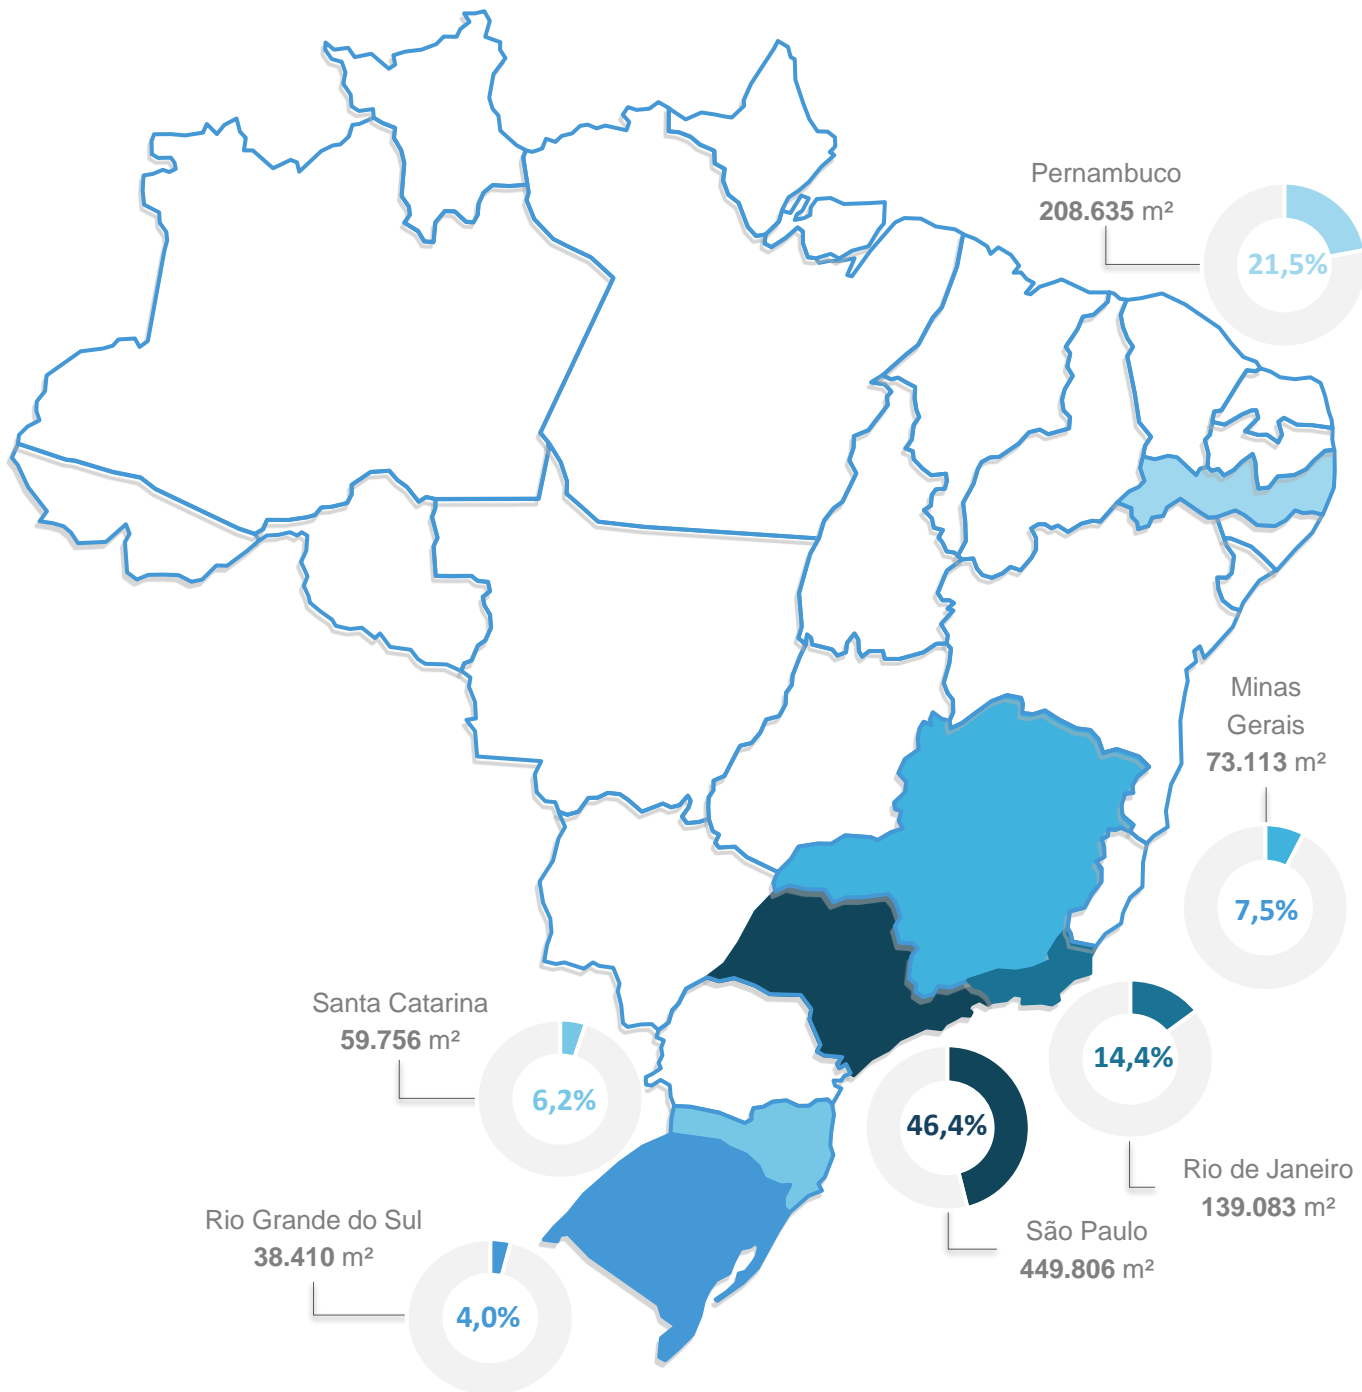 Pernambuco
208.635 m²
21,5%
Minas
Gerais
73.113 m²
7,5%
Santa Catarina
59.756 m²
6,2%
14,4%
46,4%
Rio de Janeiro
139.083 m²
Rio Grande do Sul
38.410 m²
São Paulo
449.806 m²
4,0%